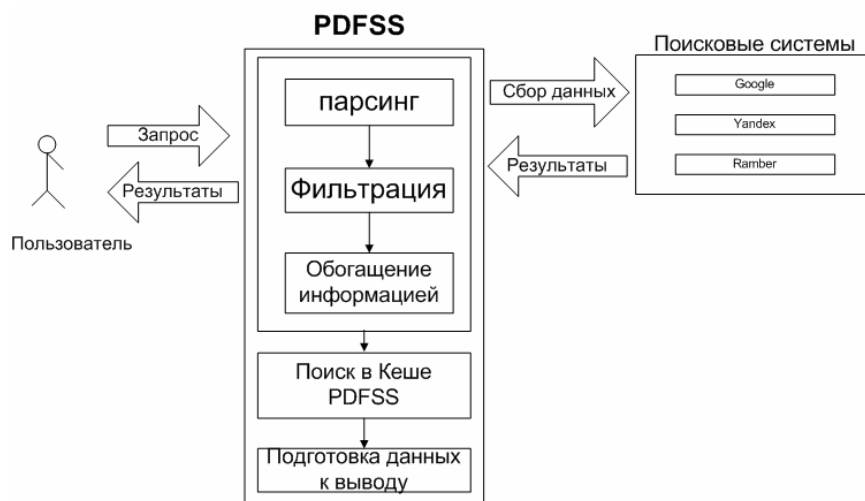 PDFSS
Поисковые системы
парсинг
Сбор данных
Google
Запрос
Yandex
Фильтрация
Результаты
Ramber
Результаты
Пользователь
Обогащение
информацией
Поиск в Кеше
PDFSS
Подготовка данных
к выводу